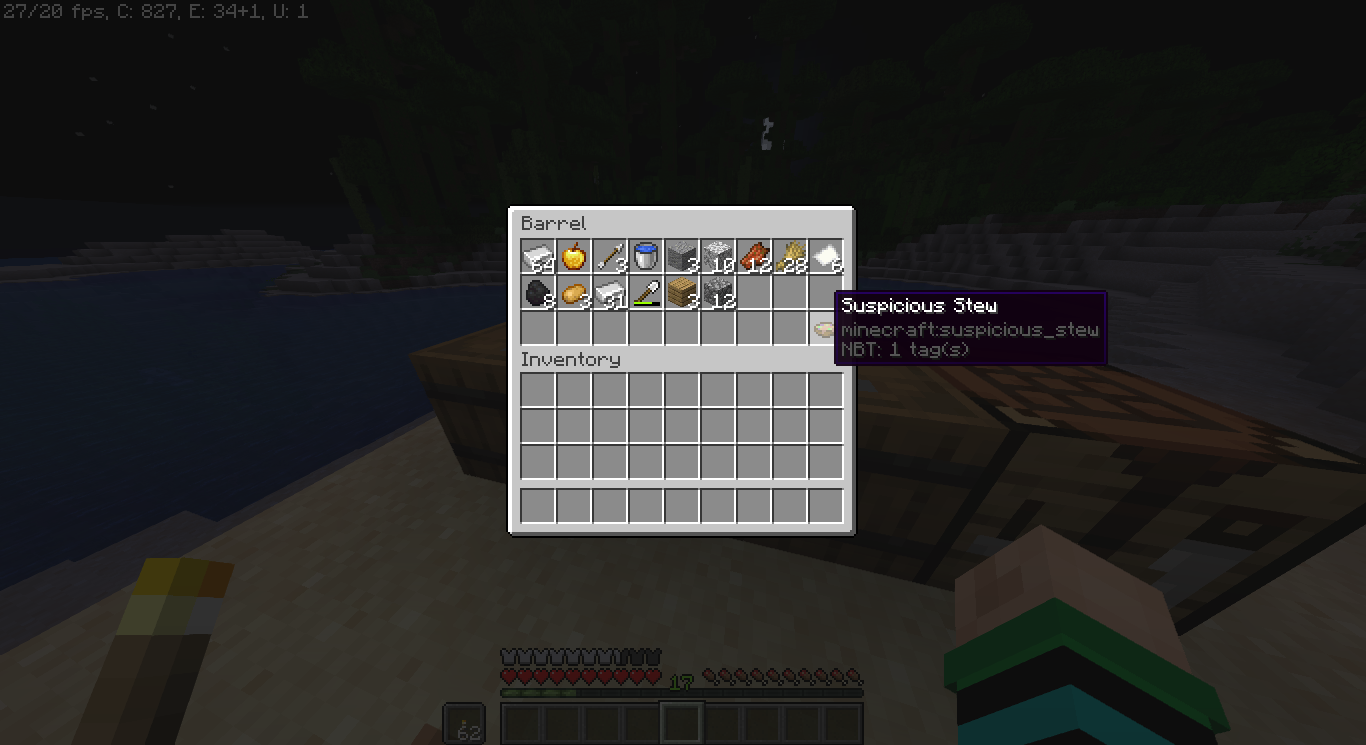 27/20 fps, C: 827, E: 34+1, U: 1
Barrel
64 3 3 10 12 28 6
8 3 31 3 12
Suspicious Stew
minecraft:suspicious_stew
NBT: 1 tag(s)
Inventory
17
62